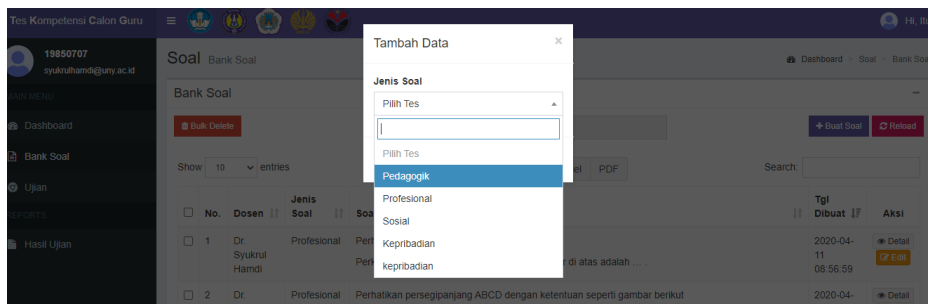 Tes Kompetensi Calon Guru
Hi,
19850707
syukrulhamdi@uny.ac.id
Soal Bank Soal
Dashboard
Soal
Bank
MAIN MENU
Dashboard
Bank Soal
Ujian
REPORTS
Hasil Ujian
Tambah Data
×
Jenis Soal
Pilih Tes
Pilih Tes
Pedagogik
Profesional
Sosial
Kepribadian
kepribadian
Bank Soal
Bulk Delete
+ Buat Soal
Reload
Show 10 entries
PDF
Search:
No. Dosen Jenis Soal
Tgl Dibuat
Aksi
1 Dr. Syukrul Hamdi Profesional
di atas adalah ....
2020-04-11 08:56:59
Detail
Edit
2 Dr. Profesional Perhatikan persegipanjang ABCD dengan ketentuan seperti gambar berikut 2020-04- Detail